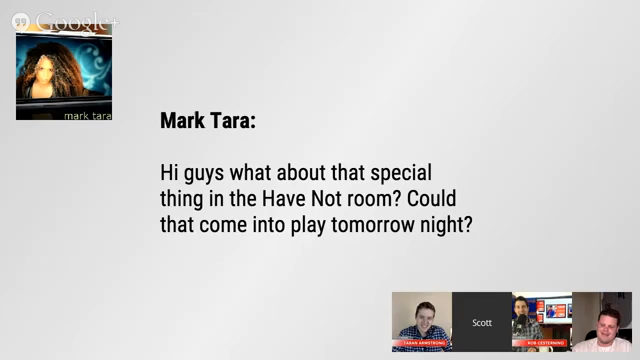 Google+
mark tara
Mark Tara:
Hi guys what about that special
thing in the Have Not room? Could
that come into play tomorrow night?
Scott
TARAN ARMSTRONG
ROB CESTERNINO